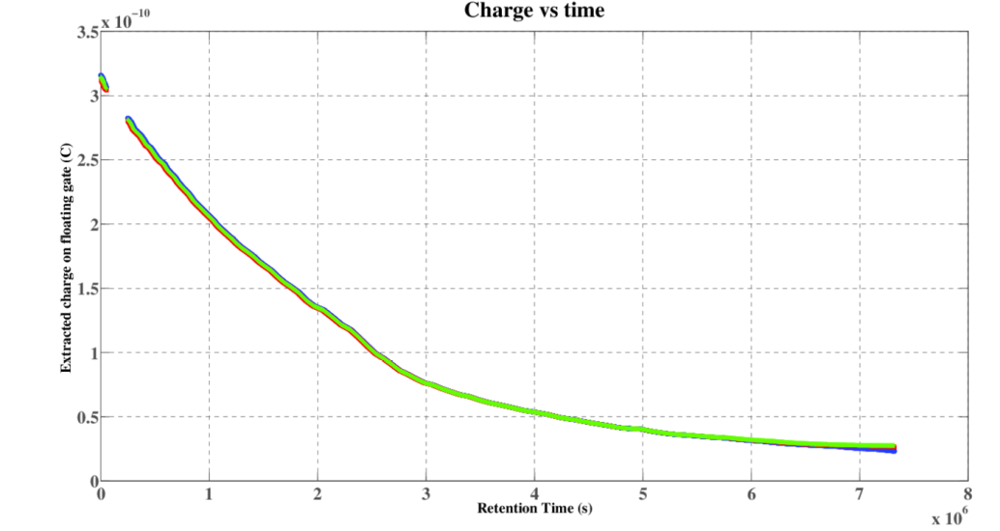 Charge vs time
x 10^-10
3.5
3
2.5
2
1.5
1
0.5
0
Extracted charge on floating gate (C)
0 1 2 3 4 5 6 7 8
Retention Time (s)
x 10^6